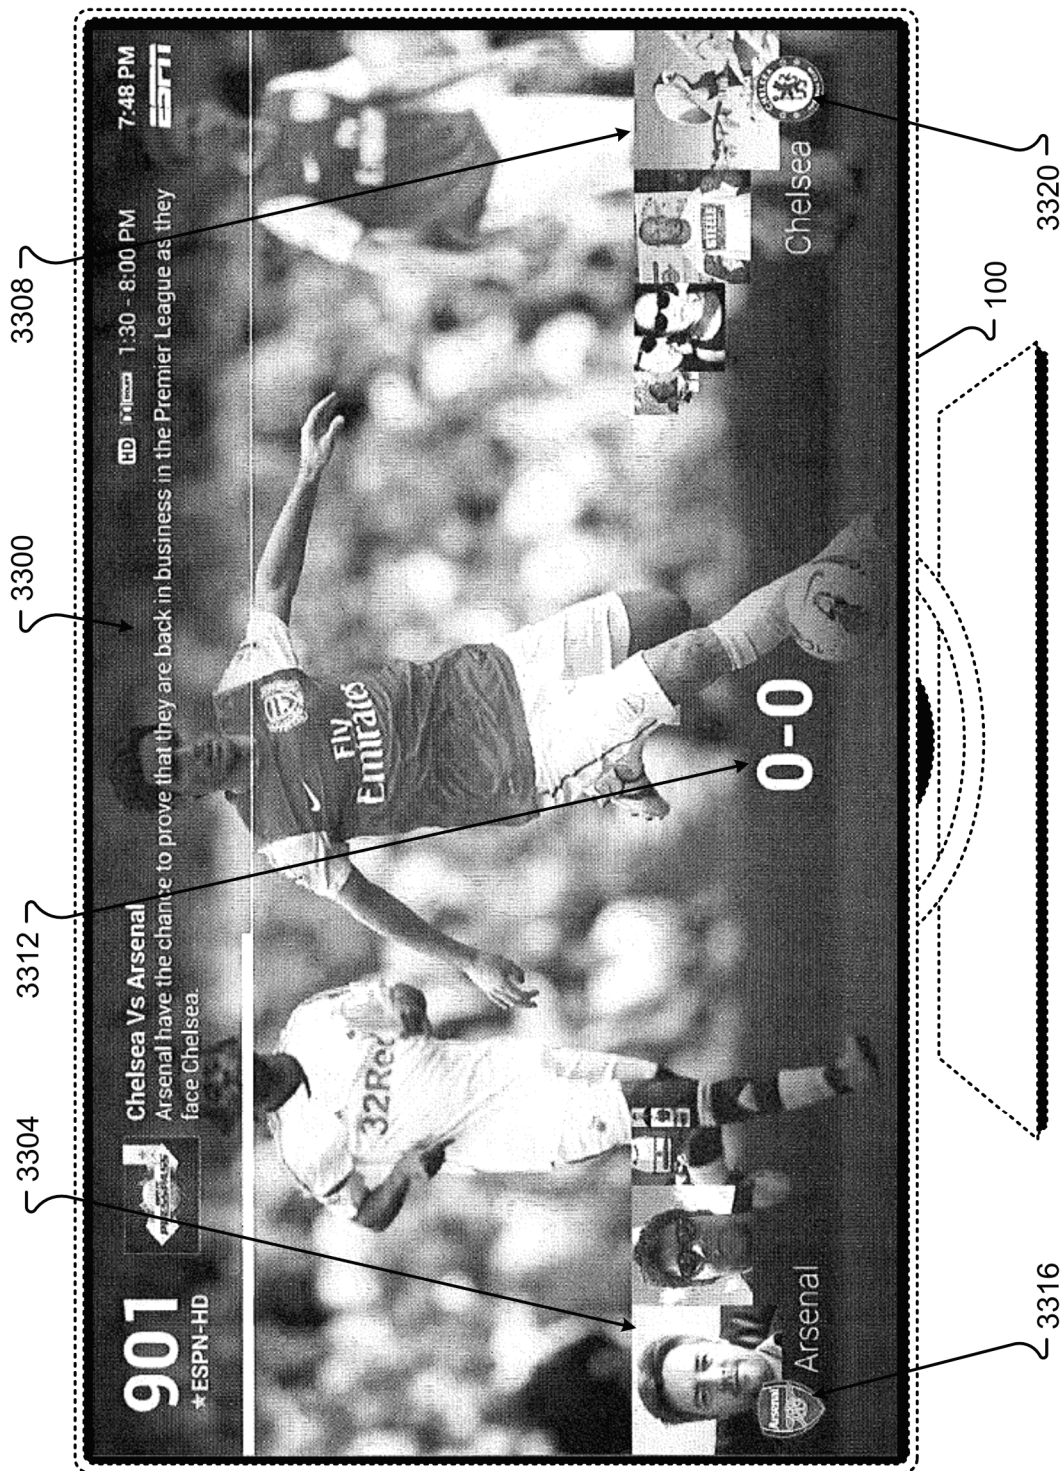 3304
3312
3300
3308
901
★ESPN-HD
Chelsea Vs Arsenal
HD
1:30 - 8:00 PM
7:48 PM
ESPN
Arsenal have the chance to prove that they are back in business in the Premier League as they
face Chelsea.
32Red
Fly
Emirates
Arsenal
Arsenal
0-0
Chelsea
100
3316
3320